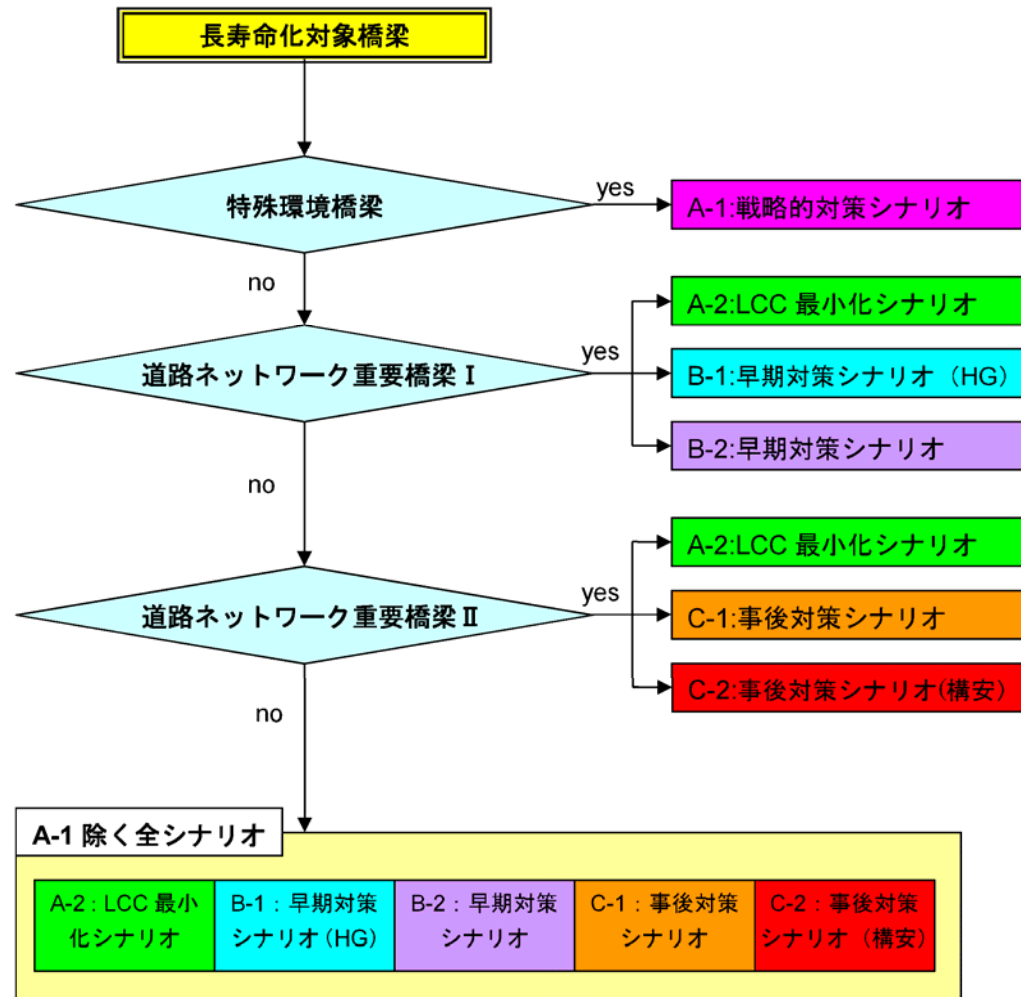 長寿命化対象橋梁
特殊環境橋梁
yes
A-1:戦略的対策シナリオ
no
A-2:LCC 最小化シナリオ
道路ネットワーク重要橋梁Ⅰ
yes
B-1:早期対策シナリオ（HG）
B-2:早期対策シナリオ
no
A-2:LCC 最小化シナリオ
道路ネットワーク重要橋梁Ⅱ
yes
C-1:事後対策シナリオ
C-2:事後対策シナリオ(構安）
no
A-1 除く全シナリオ
A-2：LCC 最小
化シナリオ
B-1：早期対策
シナリオ(HG)
B-2：早期対策
シナリオ
C-1：事後対策
シナリオ
C-2：事後対策
シナリオ（構安）